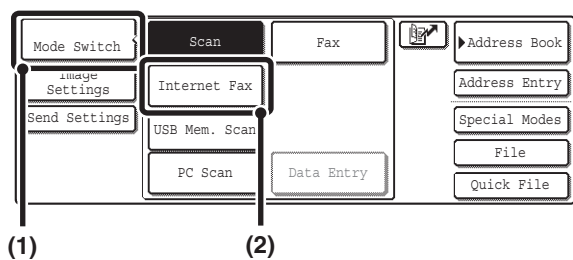 Mode Switch
Scan
Fax
Address Book
Image
Settings
Internet Fax
Address Entry
Send Settings
USB Mem. Scan
Special Modes
PC Scan
Data Entry
File
Quick File
(1)
(2)